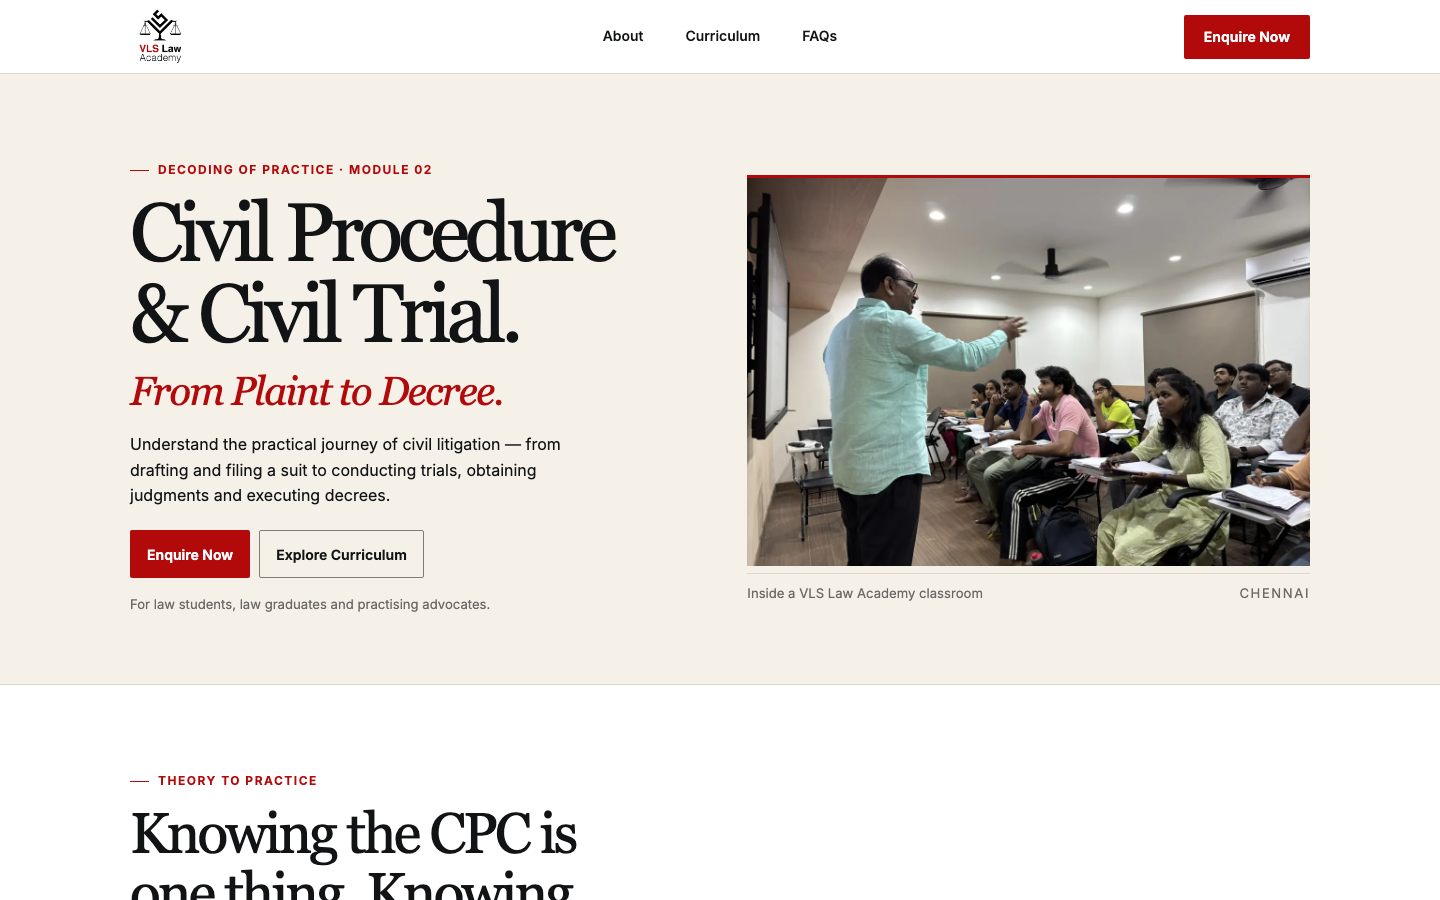 VLS Law
Academy
About
Curriculum
FAQs
Enquire Now
DECODING OF PRACTICE · MODULE 02
Civil Procedure
& Civil Trial.
From Plaint to Decree.
Understand the practical journey of civil litigation — from
drafting and filing a suit to conducting trials, obtaining
judgments and executing decrees.
Enquire Now
Explore Curriculum
For law students, law graduates and practising advocates.
Inside a VLS Law Academy classroom
CHENNAI
THEORY TO PRACTICE
Knowing the CPC is
one thing. Knowing